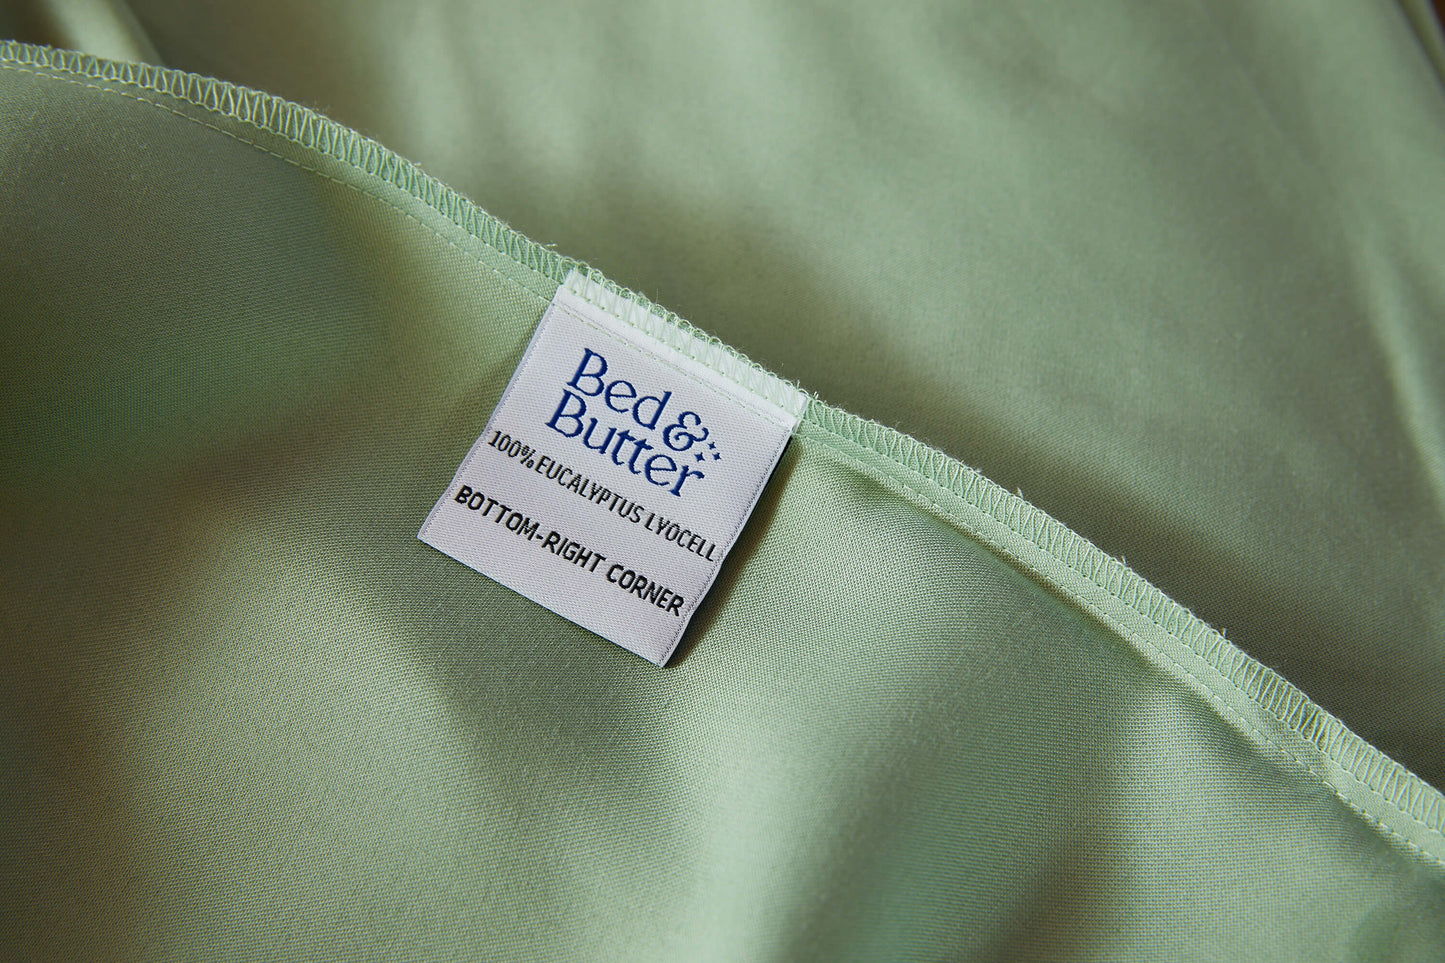 Bed &
Butter
100% EUCALYPTUS LYOCELL
BOTTOM-RIGHT CORNER